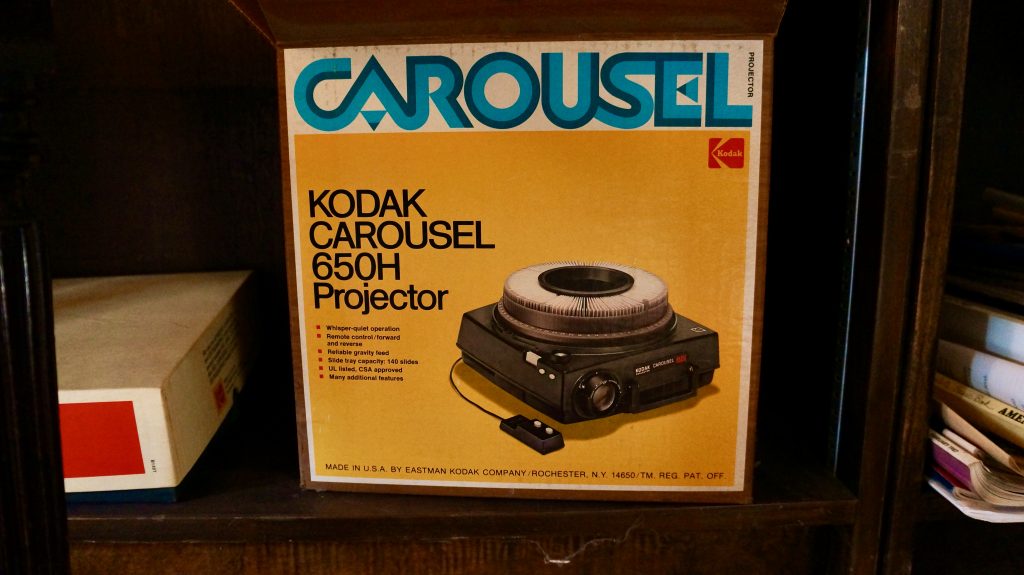 CAROUSEL
PROJECTOR
Kodak
KODAK
CAROUSEL
650H
Projector
Whisper-quiet operation
Remote control/forward
and reverse
Reliable gravity feed
Slide tray capacity: 140 slides
UL listed, CSA approved
Many additional features
KODAK CAROUSEL
MADE IN U.S.A. BY EASTMAN KODAK COMPANY/ROCHESTER, N.Y. 14650/TM. REG. PAT. OFF.